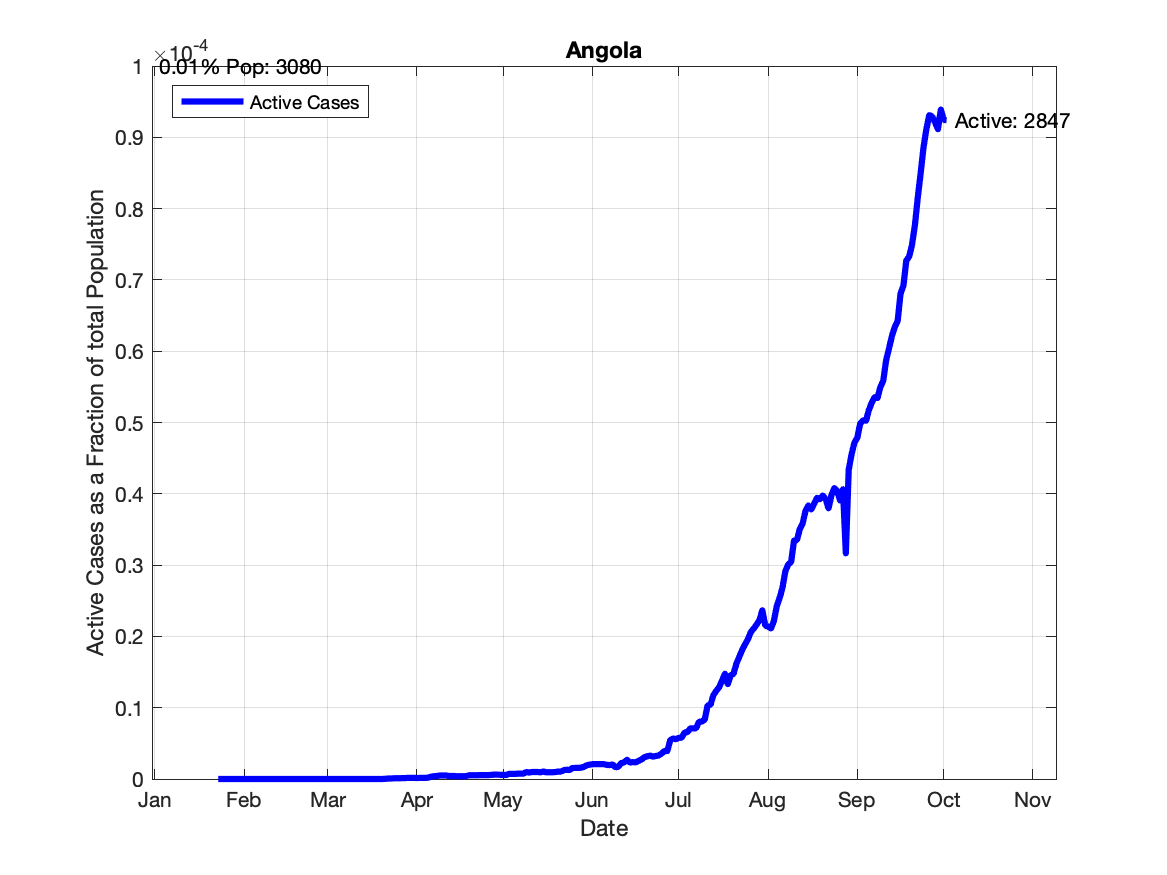 Angola
×10-4
0.01% Pop: 3080
Active Cases
Active: 2847
1
0.9
0.8
0.7
0.6
0.5
0.4
0.3
0.2
0.1
0
Active Cases as a Fraction of total Population
Jan Feb Mar Apr May Jun Jul Aug Sep Oct Nov
Date